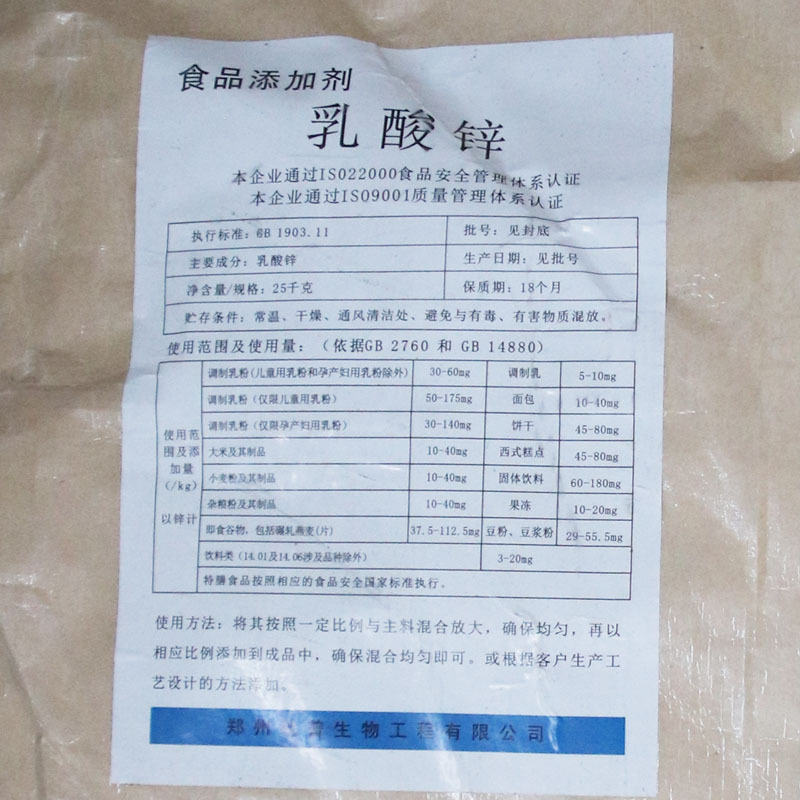 食品添加剂
乳酸锌
本企业通过ISO22000食品安全管理体系认证
本企业通过ISO9001质量管理体系认证
执行标准：GB 1903.11 批号：见封底
主要成分：乳酸锌 生产日期：见批号
净含量/规格：25千克 保质期：18个月
贮存条件：常温、干燥、通风清洁处、避免与有毒、有害物质混放。
使用范围及使用量：（依据GB 2760 和 GB 14880）
使用范围及添加量(/kg) 以锌计
调制乳粉(儿童用乳粉和孕产妇用乳粉除外) 30-60mg 调制乳 5-10mg
调制乳粉（仅限儿童用乳粉） 50-175mg 面包 10-40mg
调制乳粉（仅限孕产妇用乳粉） 30-140mg 饼干 45-80mg
大米及其制品 10-40mg 西式糕点 45-80mg
小麦粉及其制品 10-40mg 固体饮料 60-180mg
杂粮粉及其制品 10-40mg 果冻 10-20mg
即食谷物，包括碾轧燕麦(片) 37.5-112.5mg 豆粉、豆浆粉 29-55.5mg
饮料类（14.01及14.06涉及品种除外） 3-20mg
特膳食品按照相应的食品安全国家标准执行。
使用方法：将其按照一定比例与主料混合放大，确保均匀，再以
相应比例添加到成品中，确保混合均匀即可。或根据客户生产工
艺设计的方法添加。
郑州 生物工程有限公司